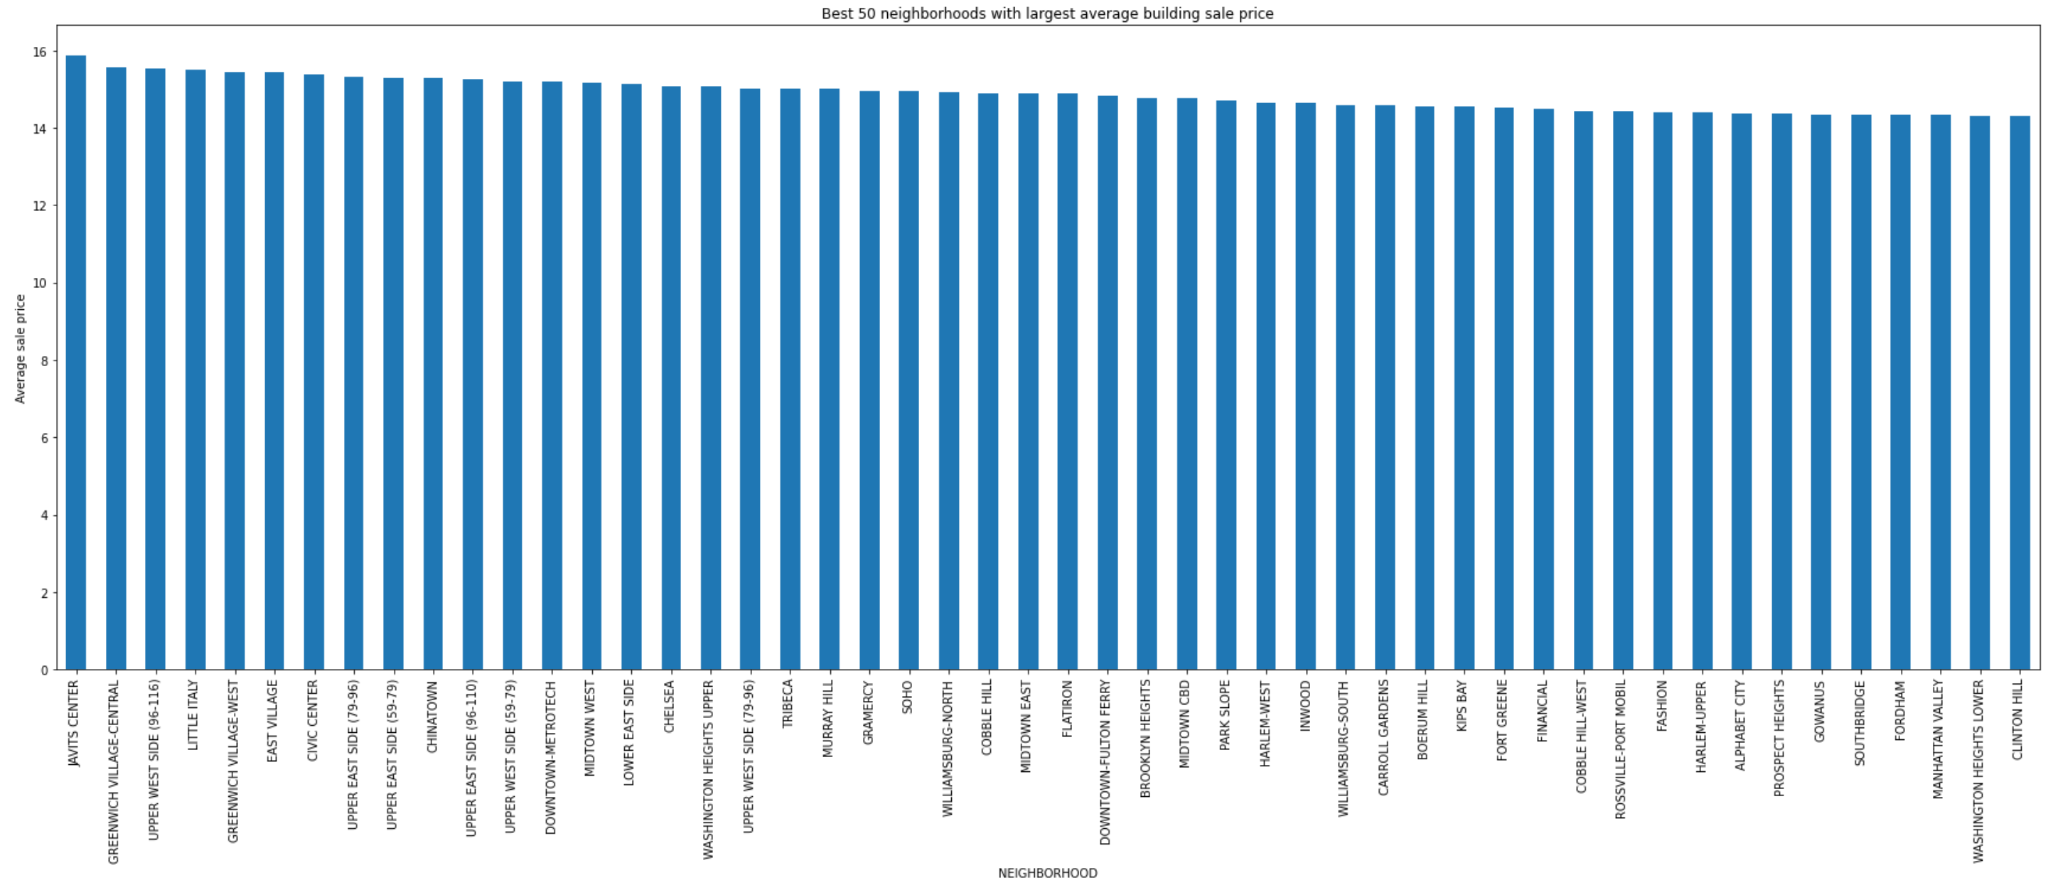 Best 50 neighborhoods with largest average building sale price
Average sale price
16
14
12
10
8
6
4
2
0
JAVITS CENTER
GREENWICH VILLAGE-CENTRAL
UPPER WEST SIDE (96-116)
LITTLE ITALY
GREENWICH VILLAGE-WEST
EAST VILLAGE
CIVIC CENTER
UPPER EAST SIDE (79-96)
UPPER EAST SIDE (59-79)
CHINATOWN
UPPER EAST SIDE (96-110)
UPPER WEST SIDE (59-79)
DOWNTOWN-METROTECH
MIDTOWN WEST
LOWER EAST SIDE
CHELSEA
WASHINGTON HEIGHTS UPPER
UPPER WEST SIDE (79-96)
TRIBECA
MURRAY HILL
GRAMERCY
SOHO
WILLIAMSBURG-NORTH
COBBLE HILL
MIDTOWN EAST
FLATIRON
DOWNTOWN-FULTON FERRY
BROOKLYN HEIGHTS
MIDTOWN CBD
PARK SLOPE
HARLEM-WEST
INWOOD
WILLIAMSBURG-SOUTH
CARROLL GARDENS
BOERUM HILL
KIPS BAY
FORT GREENE
FINANCIAL
COBBLE HILL-WEST
ROSSVILLE-PORT MOBIL
FASHION
HARLEM-UPPER
ALPHABET CITY
PROSPECT HEIGHTS
GOWANUS
SOUTHBRIDGE
FORDHAM
MANHATTAN VALLEY
WASHINGTON HEIGHTS LOWER
CLINTON HILL
NEIGHBORHOOD